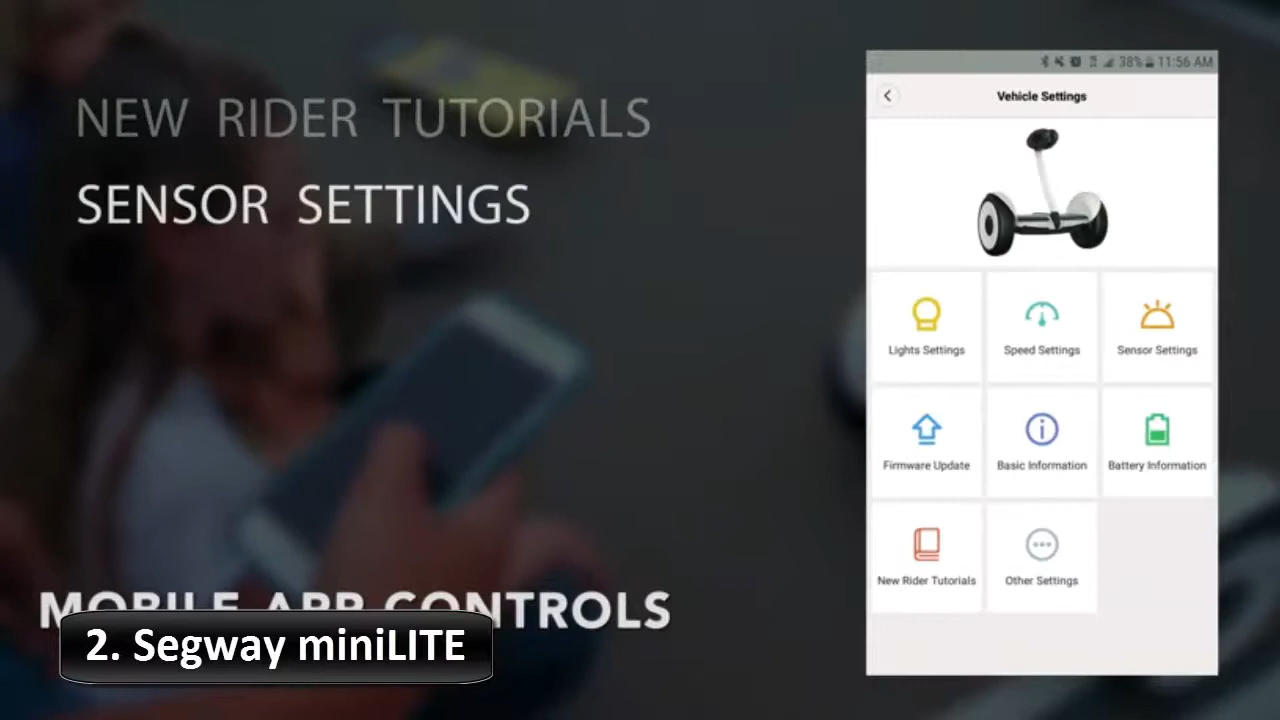 NEW RIDER TUTORIALS
SENSOR SETTINGS
38% 11:56 AM
Vehicle Settings
Lights Settings
Speed Settings
Sensor Settings
Firmware Update
Basic Information
Battery Information
New Rider Tutorials
Other Settings
MOBILE APP CONTROLS
2. Segway miniLITE